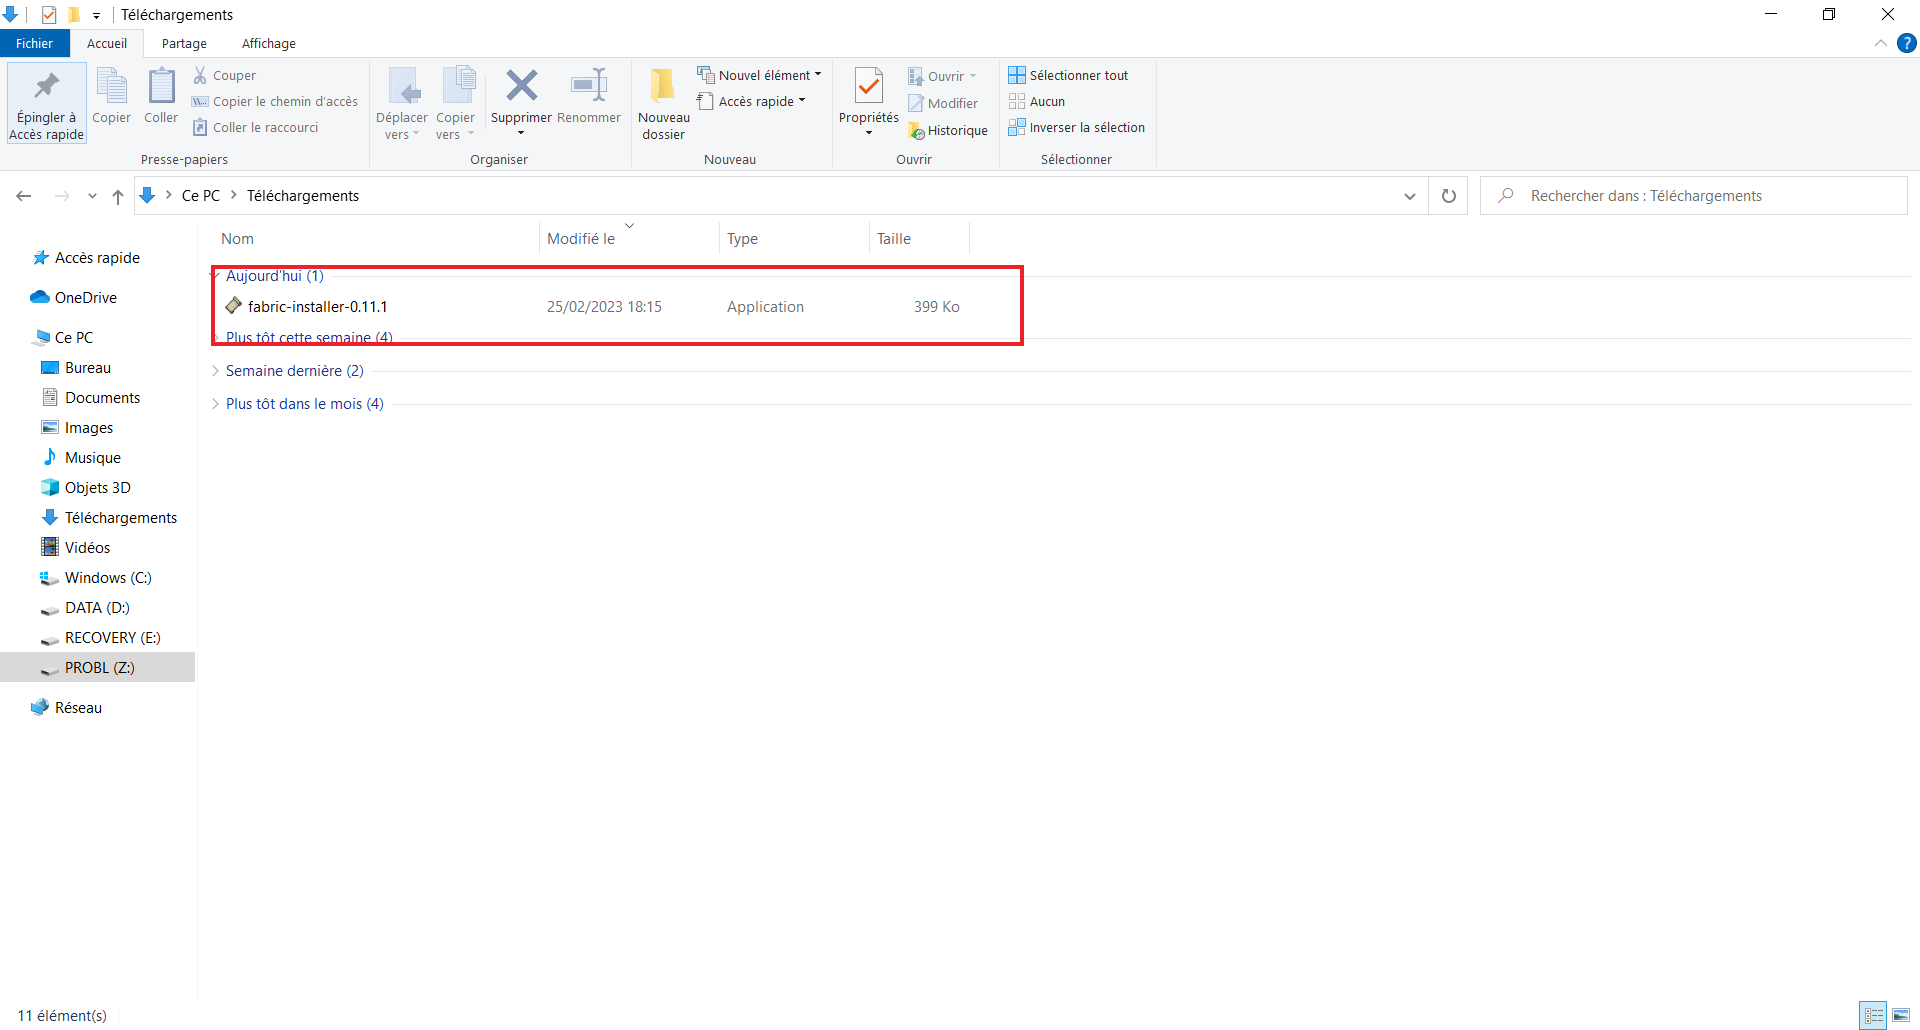 Téléchargements
Fichier
Accueil
Partage
Affichage
?
Épingler à
Accès rapide
Copier
Coller
Couper
Copier le chemin d'accès
Coller le raccourci
Presse-papiers
Déplacer
vers
Copier
vers
Supprimer
Renommer
Organiser
Nouveau
dossier
Nouvel élément
Accès rapide
Nouveau
Propriétés
Ouvrir
Modifier
Historique
Ouvrir
Sélectionner tout
Aucun
Inverser la sélection
Sélectionner
Ce PC
Téléchargements
Rechercher dans : Téléchargements
Nom
Modifié le
Type
Taille
Accès rapide
OneDrive
Ce PC
Bureau
Documents
Images
Musique
Objets 3D
Téléchargements
Vidéos
Windows (C:)
DATA (D:)
RECOVERY (E:)
PROBL (Z:)
Réseau
Aujourd'hui (1)
fabric-installer-0.11.1 25/02/2023 18:15 Application 399 Ko
Plus tôt cette semaine (4)
Semaine dernière (2)
Plus tôt dans le mois (4)
11 élément(s)